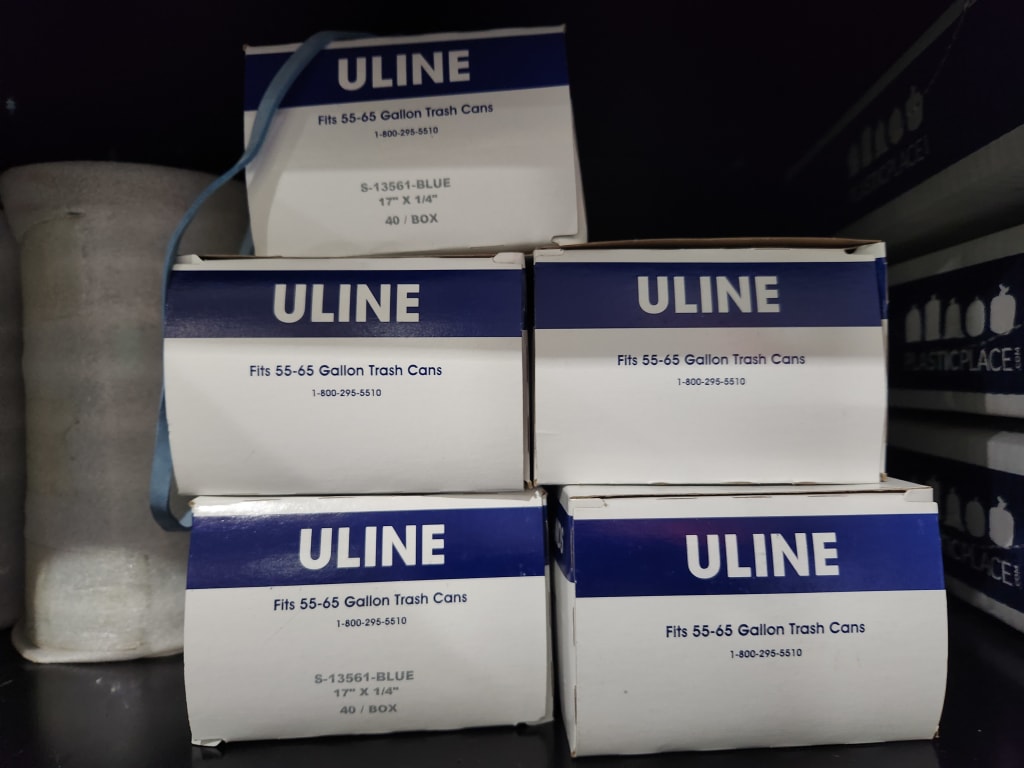 ULINE
Fits 55-65 Gallon Trash Cans
1-800-295-5510
S-13561-BLUE
17" X 1/4"
40 / BOX
ULINE
Fits 55-65 Gallon Trash Cans
1-800-295-5510
ULINE
Fits 55-65 Gallon Trash Cans
1-800-295-5510
ULINE
Fits 55-65 Gallon Trash Cans
1-800-295-5510
S-13561-BLUE
17" X 1/4"
40 / BOX
ULINE
Fits 55-65 Gallon Trash Cans
1-800-295-5510
PLASTICPLACE
PLASTICPLACE
.COM